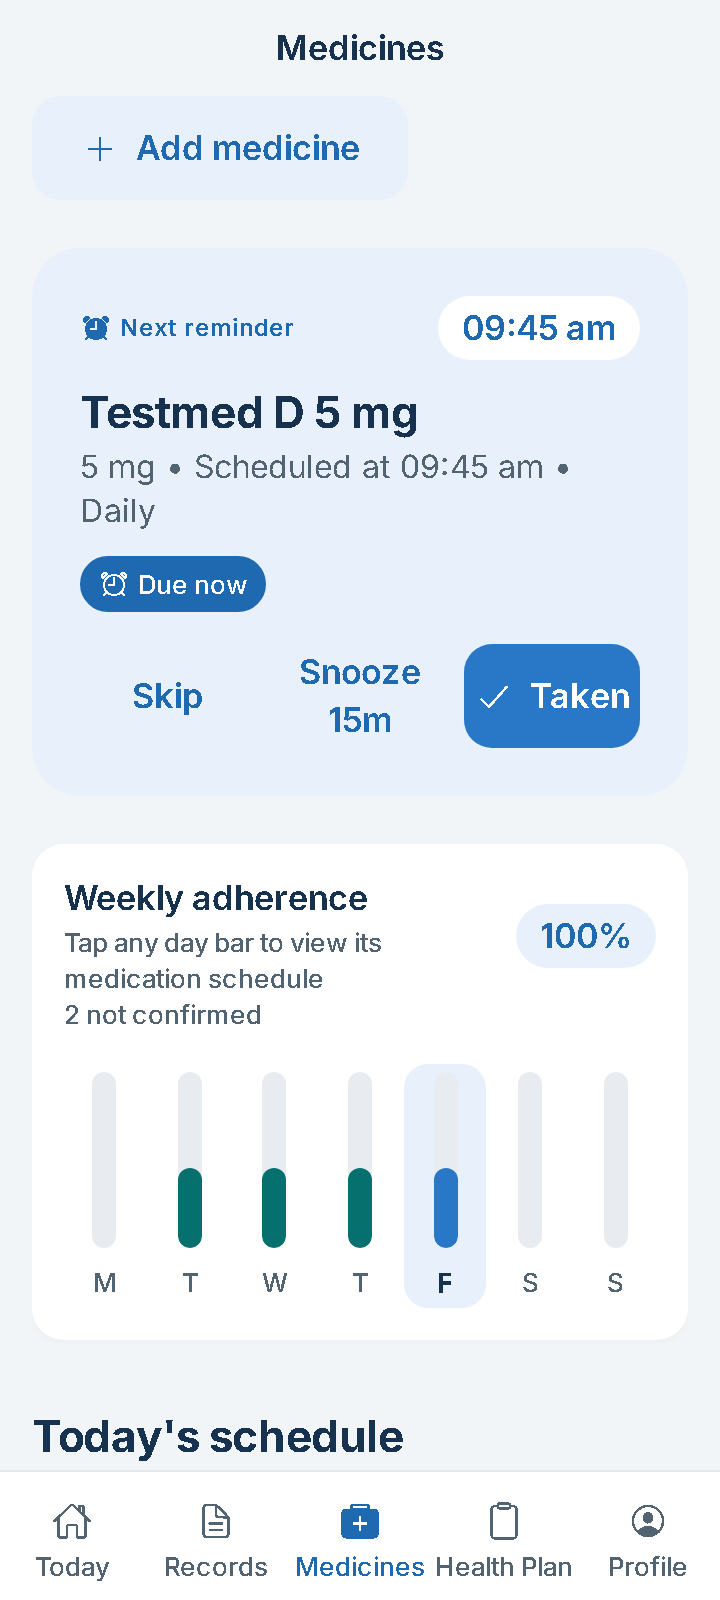 Medicines
Add medicine
Next reminder
09:45 am
Testmed D 5 mg
5 mg • Scheduled at 09:45 am •
Daily
Due now
Skip
Snooze
15m
Taken
Weekly adherence
Tap any day bar to view its
medication schedule
2 not confirmed
100%
M T W T F S S
Today's schedule
Today Records Medicines Health Plan Profile